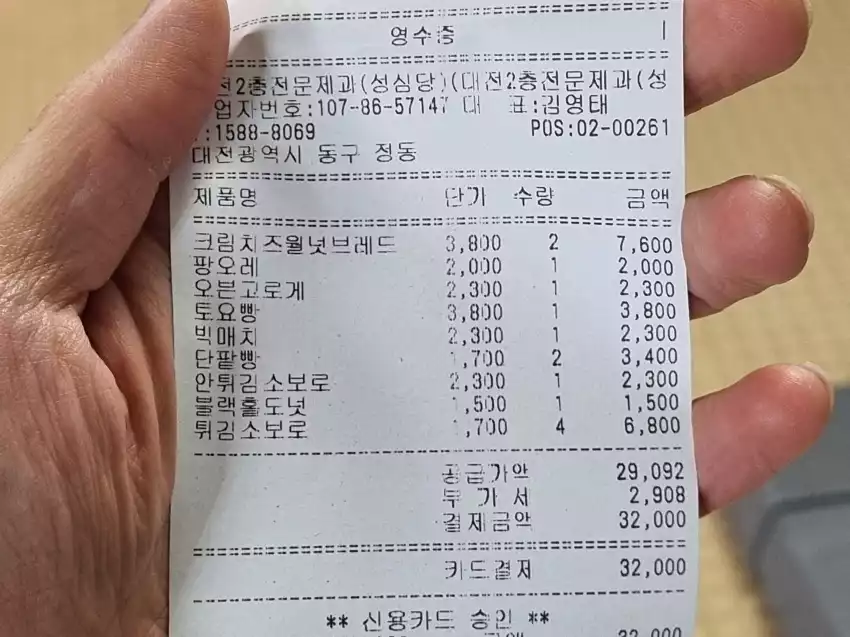 영수증
전2층전문제과(성심당)(대전2층전문제과(성
업자번호:107-86-57147 대 표:김영태
:1588-8069 POS:02-00261
대전광역시 동구 정동
제품명 단가 수량 금액
크림치즈월넛브레드 3,800 2 7,600
팡오레 2,000 1 2,000
오븐고로게 2,300 1 2,300
토요빵 3,800 1 3,800
빅매치 2,300 1 2,300
단팥빵 1,700 2 3,400
안튀김소보로 2,300 1 2,300
블랙홀도넛 1,500 1 1,500
튀김소보로 1,700 4 6,800
공급가액 29,092
부 가 세 2,908
결제금액 32,000
카드결제 32,000
** 신용카드 승인 **
금액 32,000